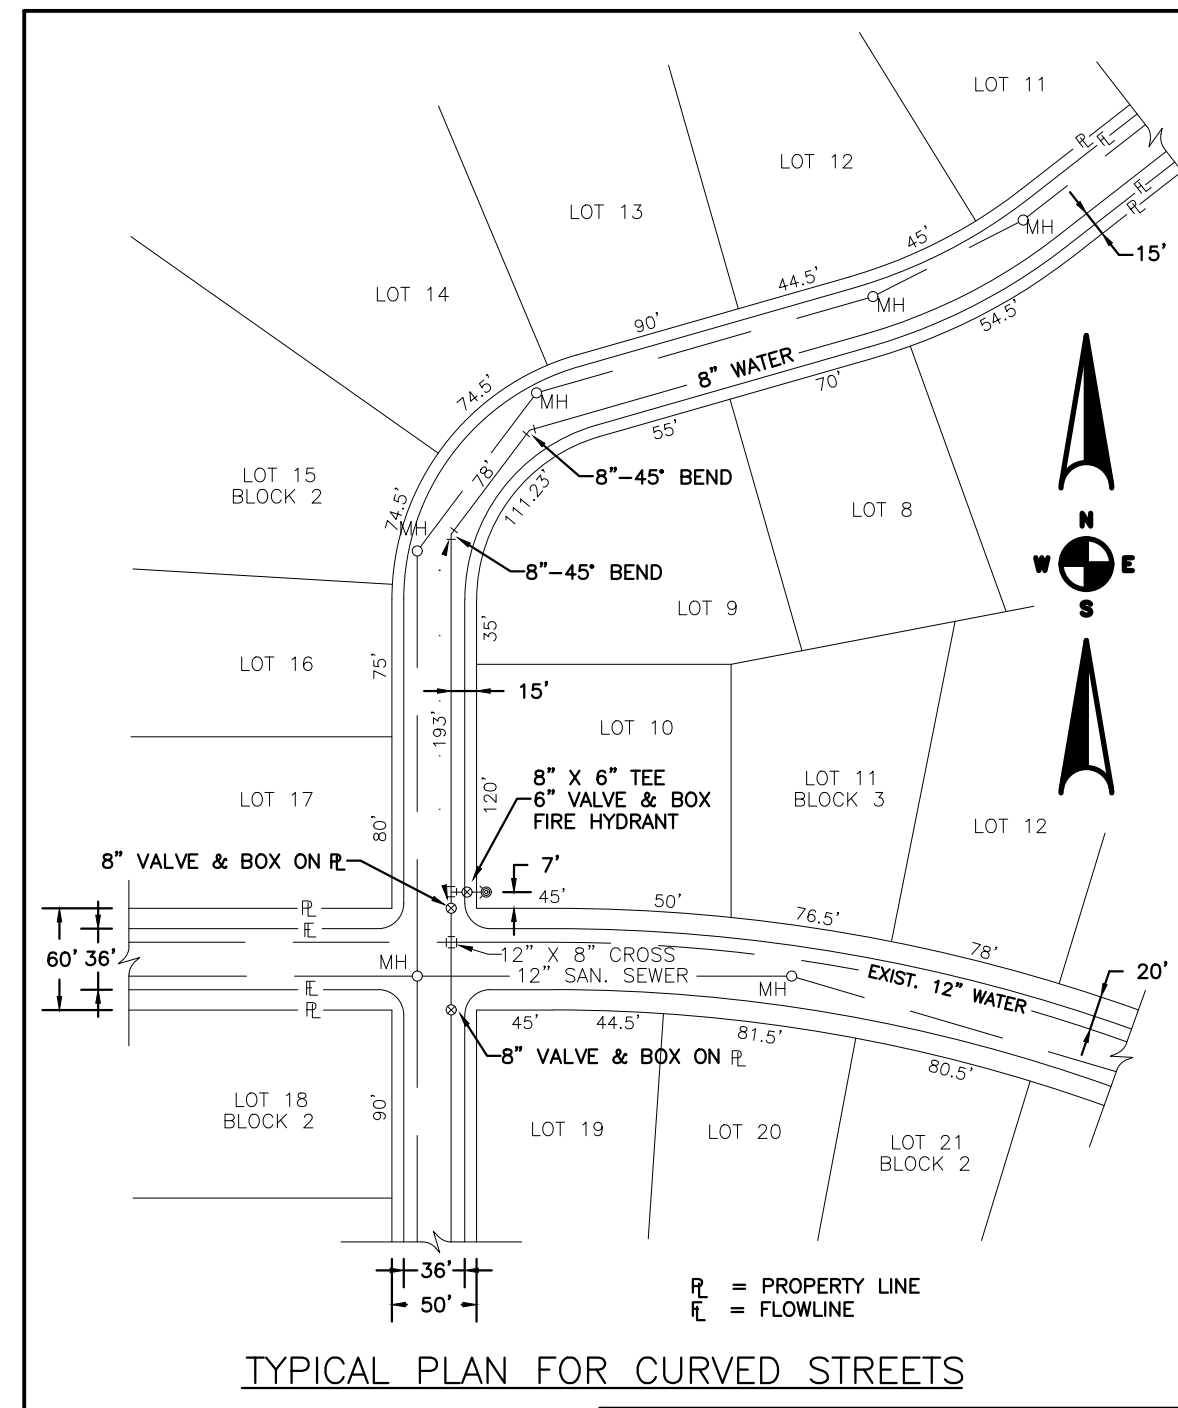 LOT 11
LOT 12
LOT 13
LOT 14
45'
44.5'
90'
74.5'
MH
MH
MH
15'
54.5'
8" WATER
70'
55'
8"-45° BEND
78'
111.23'
LOT 15
BLOCK 2
74.5'
MH
8"-45° BEND
LOT 8
N
W E
S
LOT 9
35'
LOT 16
75'
15'
193'
LOT 10
120'
8" X 6" TEE
6" VALVE & BOX
FIRE HYDRANT
LOT 11
BLOCK 3
LOT 12
LOT 17
80'
8" VALVE & BOX ON PL
7'
45'
50'
76.5'
78'
PL
PL
FL
FL
PL
FL
60'
36'
FL
PL
MH
12" X 8" CROSS
12" SAN. SEWER
MH
EXIST. 12" WATER
20'
45'
44.5'
81.5'
80.5'
8" VALVE & BOX ON PL
LOT 18
BLOCK 2
90'
LOT 19
LOT 20
LOT 21
BLOCK 2
36'
50'
PL = PROPERTY LINE
FL = FLOWLINE
TYPICAL PLAN FOR CURVED STREETS